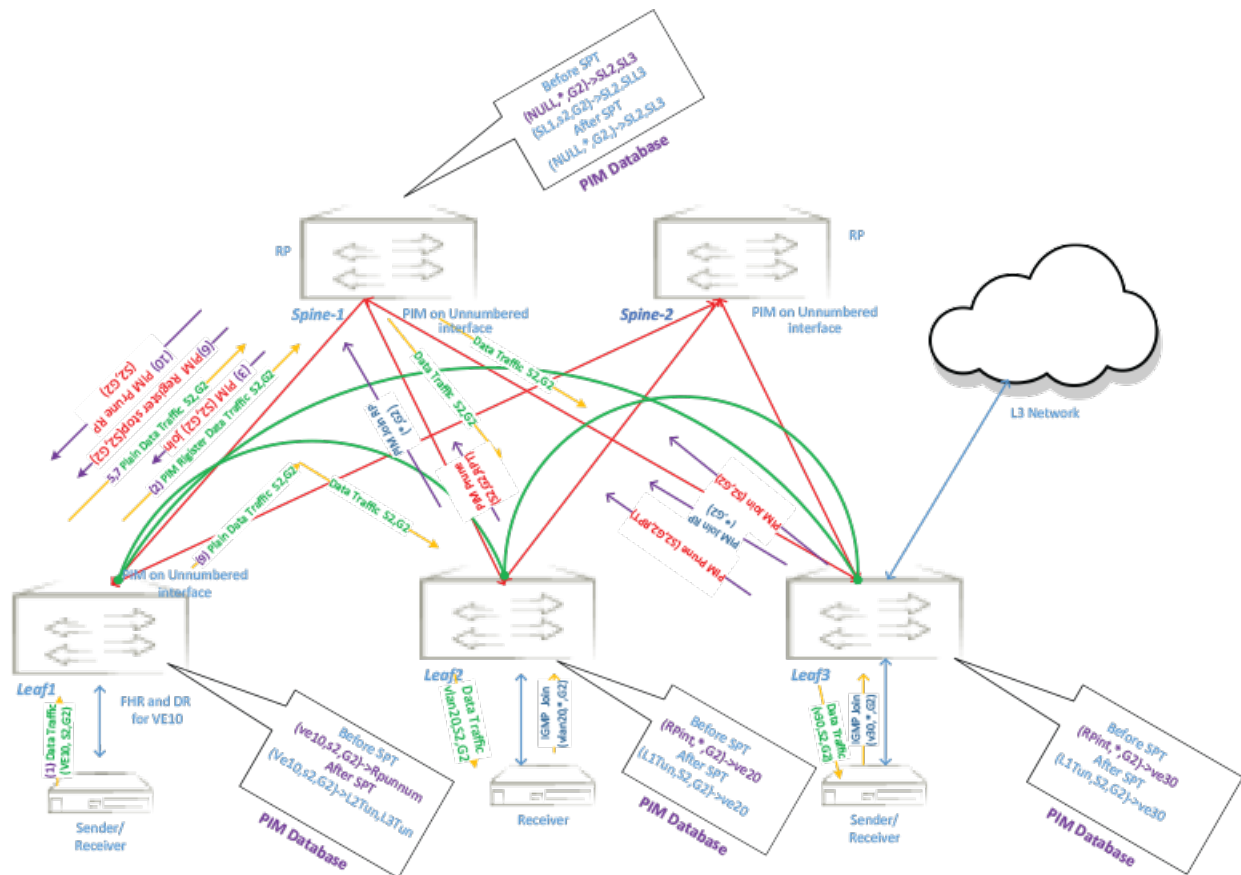 Before SPT
(NULL,*,G2)->SL2,SL3
(SL1,s2,G2)->SL2,SLL3
After SPT
(NULL,*,G2,)->SL2,SL3
PIM Database
RP
RP
Spine-1
PIM on Unnumbered
interface
Spine-2
PIM on Unnumbered
interface
L3 Network
(10) PIM Prune RP
(S2,G2)
(6)PIM Register stop(S2,G2)
5,7 Plain Data Traffic S2,G2
(3) PIM (S2, G2) join
(2) PIM Rigister Data Traffic S2,G2
Data Traffic S2,G2
Data Traffic S2,G2
PIM Join RP
(*,G2)
PIM Prune
(S2,G2,RPT)
(9) Plain Data Traffic S2,G2
Data Traffic S2,G2
PIM Join (S2,G2)
PIM Join RP
(*,G2)
PIM Prune (S2,G2,RPT)
PIM on Unnumbered
interface
Leaf1
FHR and DR
for VE10
(1) Data Traffic
(VE10, S2,G2)
Sender/
Receiver
Before SPT
(ve10,s2,G2)->Rpunnum
After SPT
(Ve10,s2,G2)->L2Tun,L3Tun
PIM Database
Leaf2
Data Traffic
vlan20,S2,G2
IGMP Join
(vlan20,*,G2)
Receiver
Before SPT
(RPint,*,G2)->ve20
After SPT
(L1Tun,S2,G2)->ve20
PIM Database
Leaf3
Data Traffic
(v30,S2,G2)
IGMP Join
(v30,*,G2)
Sender/
Receiver
Before SPT
(RPint,*,G2)->ve30
After SPT
(L1Tun,S2,G2)->ve30
PIM Database